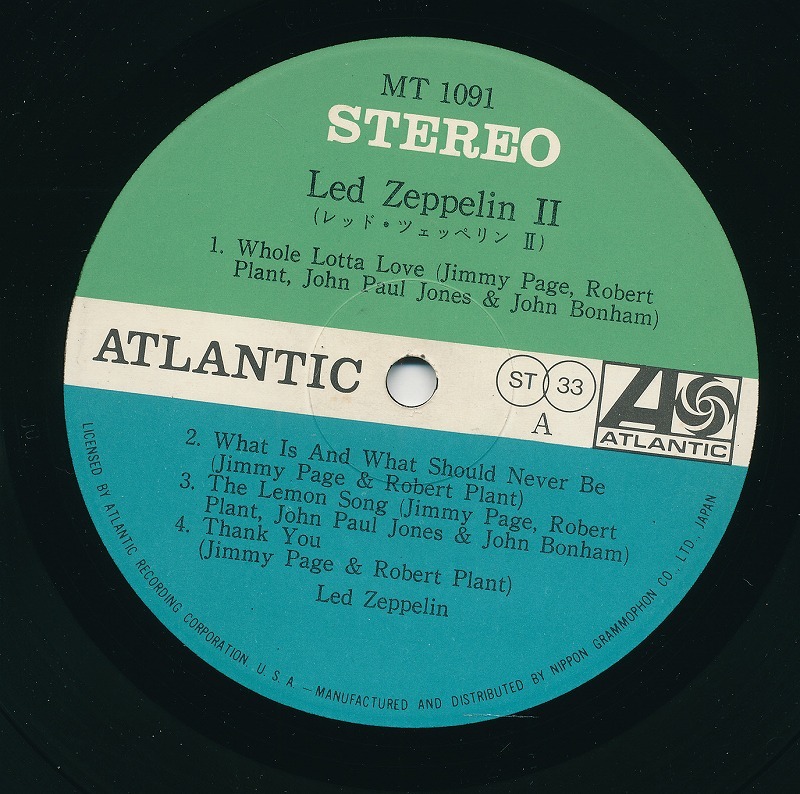 MT 1091
STEREO
Led Zeppelin II
(レッド・ツェッペリン II)
1. Whole Lotta Love (Jimmy Page, Robert
Plant, John Paul Jones & John Bonham)
ATLANTIC
ST 33
A
ATLANTIC
2. What Is And What Should Never Be
(Jimmy Page & Robert Plant)
3. The Lemon Song (Jimmy Page, Robert
Plant, John Paul Jones & John Bonham)
4. Thank You
(Jimmy Page & Robert Plant)
Led Zeppelin
LICENSED BY ATLANTIC RECORDING CORPORATION. U. S. A. — MANUFACTURED AND DISTRIBUTED BY NIPPON GRAMMOPHON CO., LTD., JAPAN